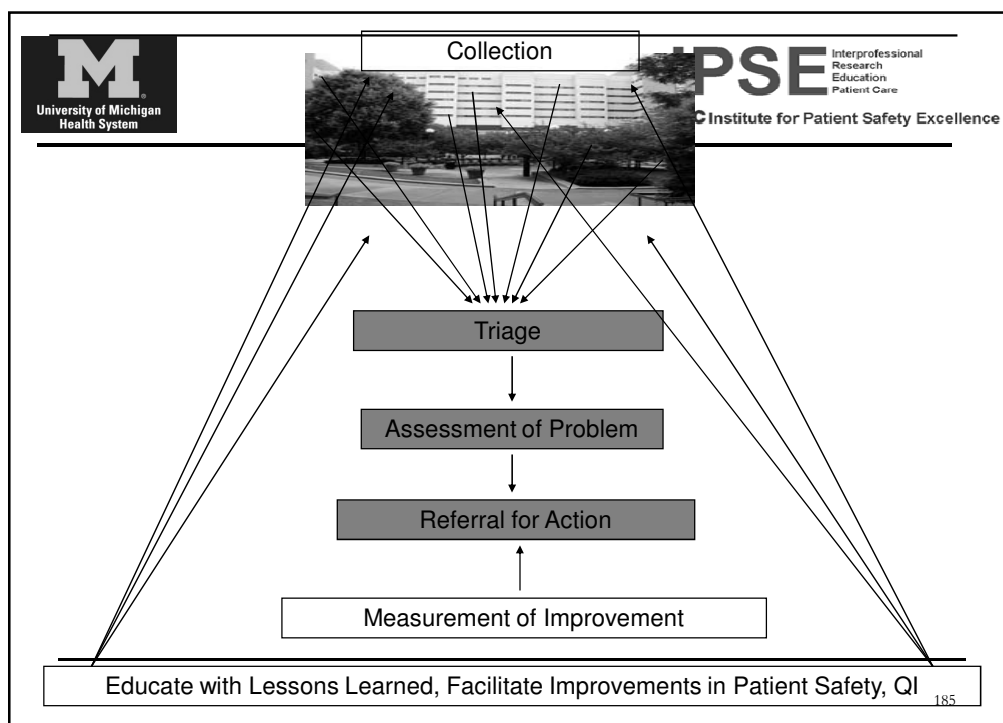 Collection
M
University of Michigan
Health System
PSE
Interprofessional
Research
Education
Patient Care
C Institute for Patient Safety Excellence
Triage
Assessment of Problem
Referral for Action
Measurement of Improvement
Educate with Lessons Learned, Facilitate Improvements in Patient Safety, QI
185